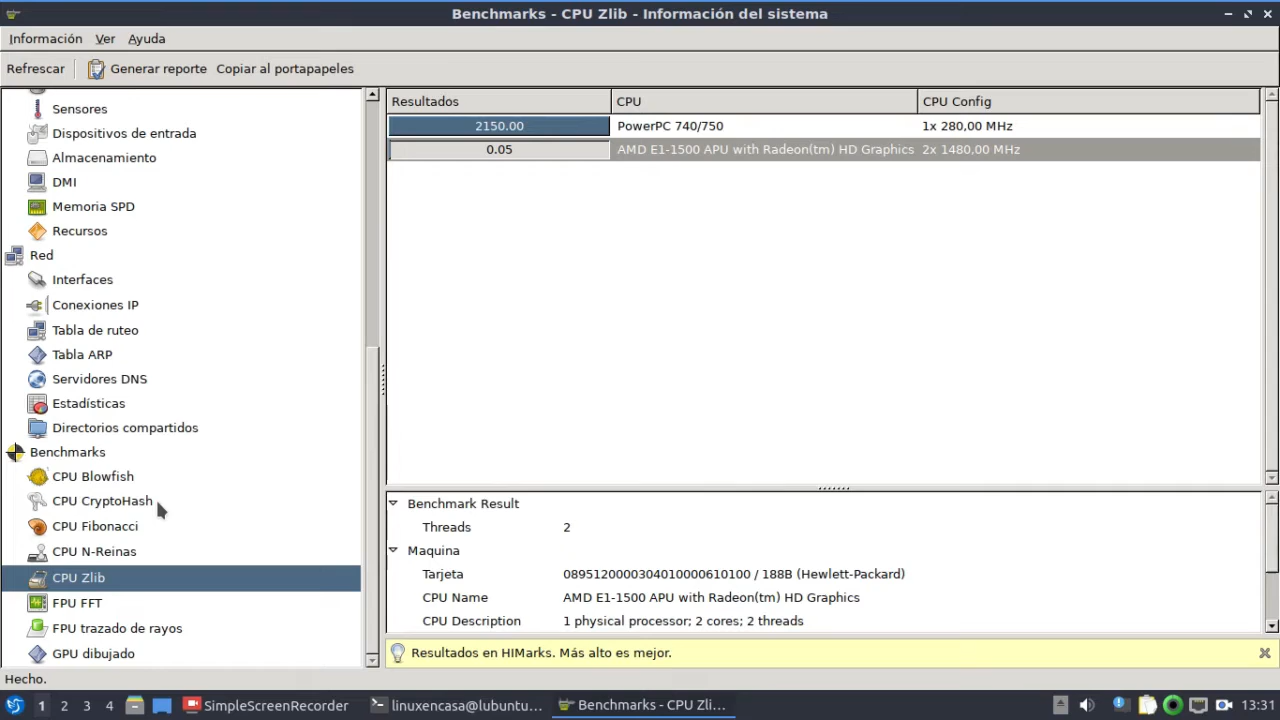 Benchmarks - CPU Zlib - Información del sistema
Información Ver Ayuda
Refrescar Generar reporte Copiar al portapapeles
Sensores
Dispositivos de entrada
Almacenamiento
DMI
Memoria SPD
Recursos
Red
Interfaces
Conexiones IP
Tabla de ruteo
Tabla ARP
Servidores DNS
Estadísticas
Directorios compartidos
Benchmarks
CPU Blowfish
CPU CryptoHash
CPU Fibonacci
CPU N-Reinas
CPU Zlib
FPU FFT
FPU trazado de rayos
GPU dibujado
Resultados CPU CPU Config
2150.00 PowerPC 740/750 1x 280,00 MHz
0.05 AMD E1-1500 APU with Radeon(tm) HD Graphics 2x 1480,00 MHz
Benchmark Result
Threads 2
Maquina
Tarjeta 0895120000304010000610100 / 188B (Hewlett-Packard)
CPU Name AMD E1-1500 APU with Radeon(tm) HD Graphics
CPU Description 1 physical processor; 2 cores; 2 threads
Resultados en HIMarks. Más alto es mejor.
Hecho.
1 2 3 4 SimpleScreenRecorder linuxencasa@lubuntu... Benchmarks - CPU Zli... 13:31